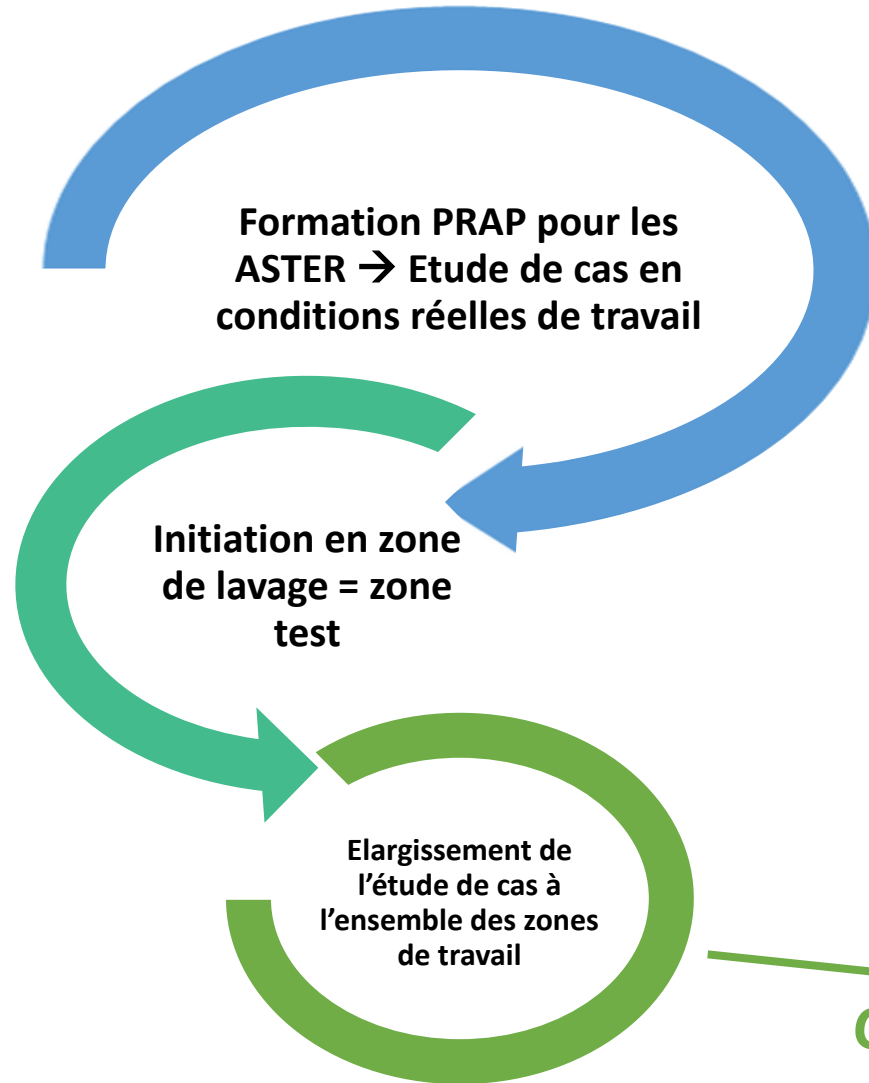 Formation PRAP pour les
ASTER → Etude de cas en
conditions réelles de travail
Initiation en zone
de lavage = zone
test
Elargissement de
l’étude de cas à
l’ensemble des zones
de travail